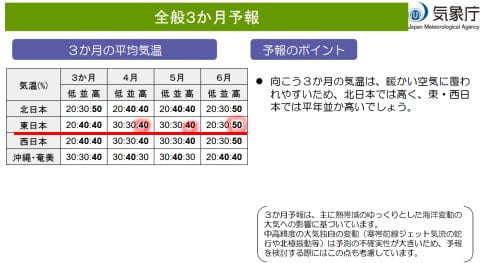 全般3か月予報
気象庁
Japan Meteorological Agency
3か月の平均気温
予報のポイント
気温(%) 3か月 4月 5月 6月
低 並 高 低 並 高 低 並 高 低 並 高
北日本 20:30:50 20:40:40 20:40:40 20:30:50
東日本 20:40:40 30:30:40 30:30:40 20:30:50
西日本 20:40:40 30:40:30 30:40:30 20:30:50
沖縄・奄美 30:30:40 30:40:30 30:40:30 20:40:40
● 向こう3か月の気温は、暖かい空気に覆わ
れやすいため、北日本では高く、東・西日
本では平年並か高いでしょう。
3か月予報は、主に熱帯域のゆっくりとした海洋変動の
大気への影響に基づいています。
中高緯度の大気独自の変動（寒帯前線ジェット気流の蛇
行や北極振動等）は予測の不確実性が大きいため、予報
を検討する際にはこの点も考慮しています。